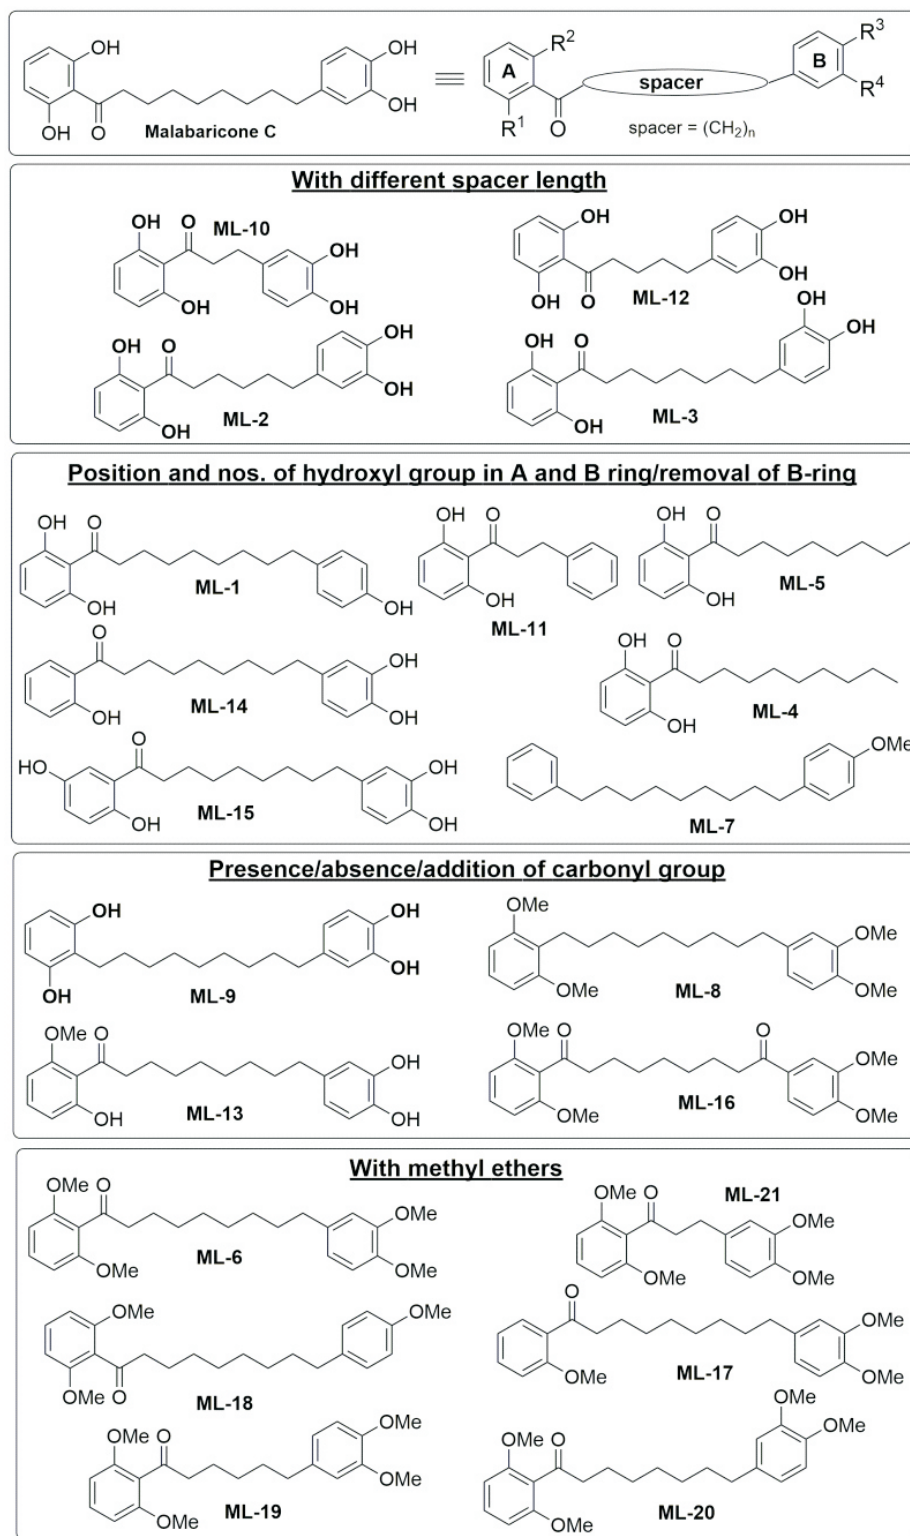 OH OH
A R² B R³
OH
spacer
R⁴
OH O Malabaricone C R¹ O spacer = (CH₂)n
With different spacer length
OH O ML-10 OH OH
OH
OH OH OH O ML-12 OH
OH O OH OH O OH OH
OH
ML-2 ML-3
OH OH
Position and nos. of hydroxyl group in A and B ring/removal of B-ring
OH O OH O OH O
ML-1 ML-5
OH OH OH OH
ML-11
O OH O
OH
ML-14 ML-4
OH OH OH
O
HO OH OMe
ML-15
OH OH ML-7
Presence/absence/addition of carbonyl group
OH OH OMe OMe
OH
OH ML-9 OMe ML-8 OMe
OMe O OMe O O
OH OMe
ML-13 ML-16
OH OH OMe OMe
With methyl ethers
OMe O OMe O ML-21
OMe OMe
ML-6
OMe OMe OMe OMe
OMe OMe O OMe
ML-17
OMe O OMe OMe
ML-18
OMe O OMe OMe O OMe OMe
OMe
ML-19 ML-20
OMe OMe